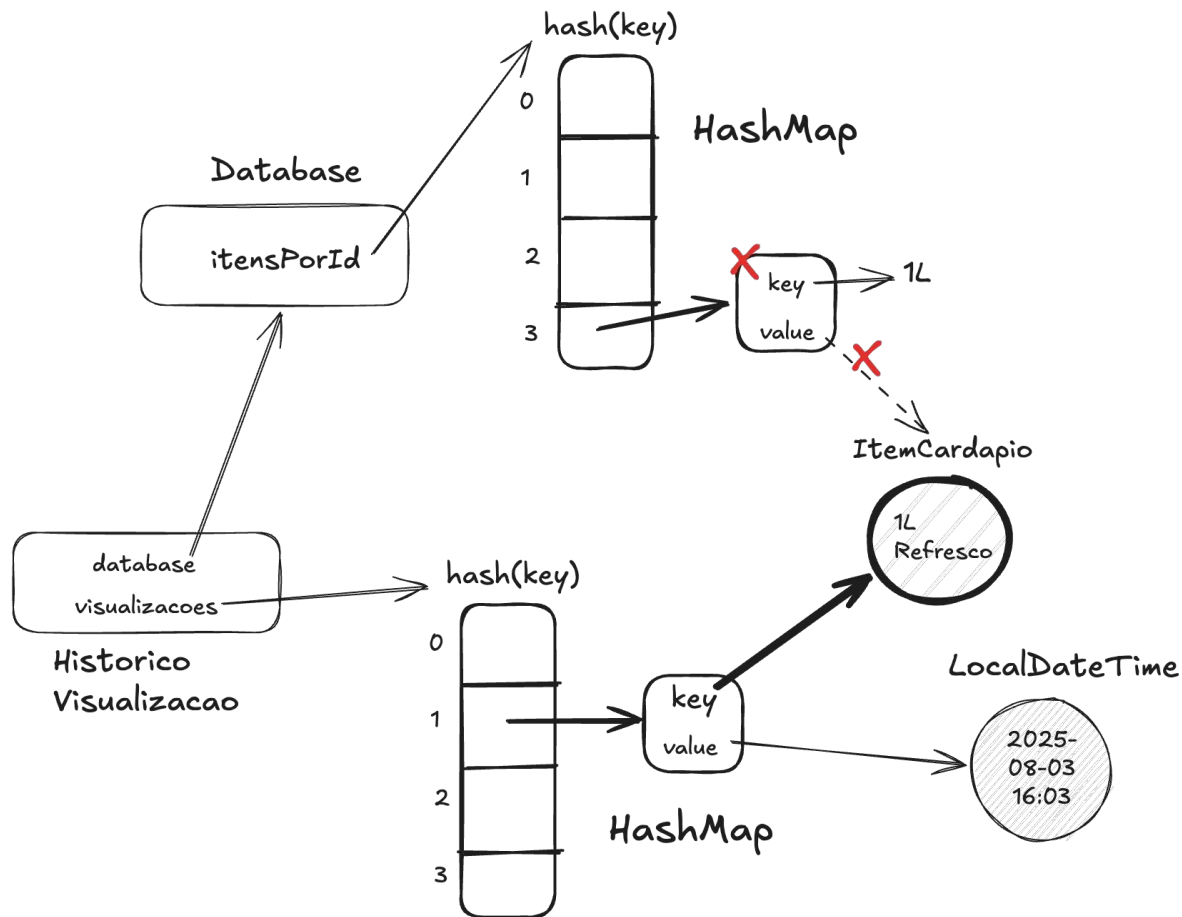 hash(key)
0
HashMap
1
Database
2
itensPorId
key
1L
3
value
ItemCardapio
1L
Refresco
database
hash(key)
visualizacoes
0
Historico
Visualizacao
LocalDateTime
key
1
value
2025-
08-03
16:03
2
HashMap
3